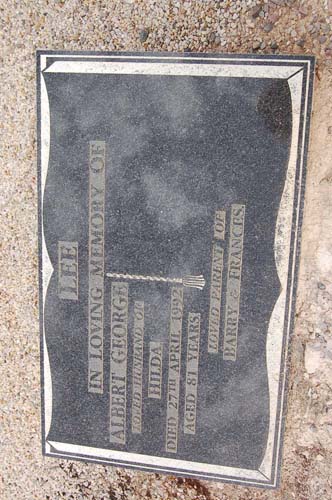 LEE
IN LOVING MEMORY OF
ALBERT GEORGE
LOVED HUSBAND OF
HILDA
DIED 27TH APRIL 1992
AGED 81 YEARS
LOVED PARENT OF
BARRY & FRANCIS